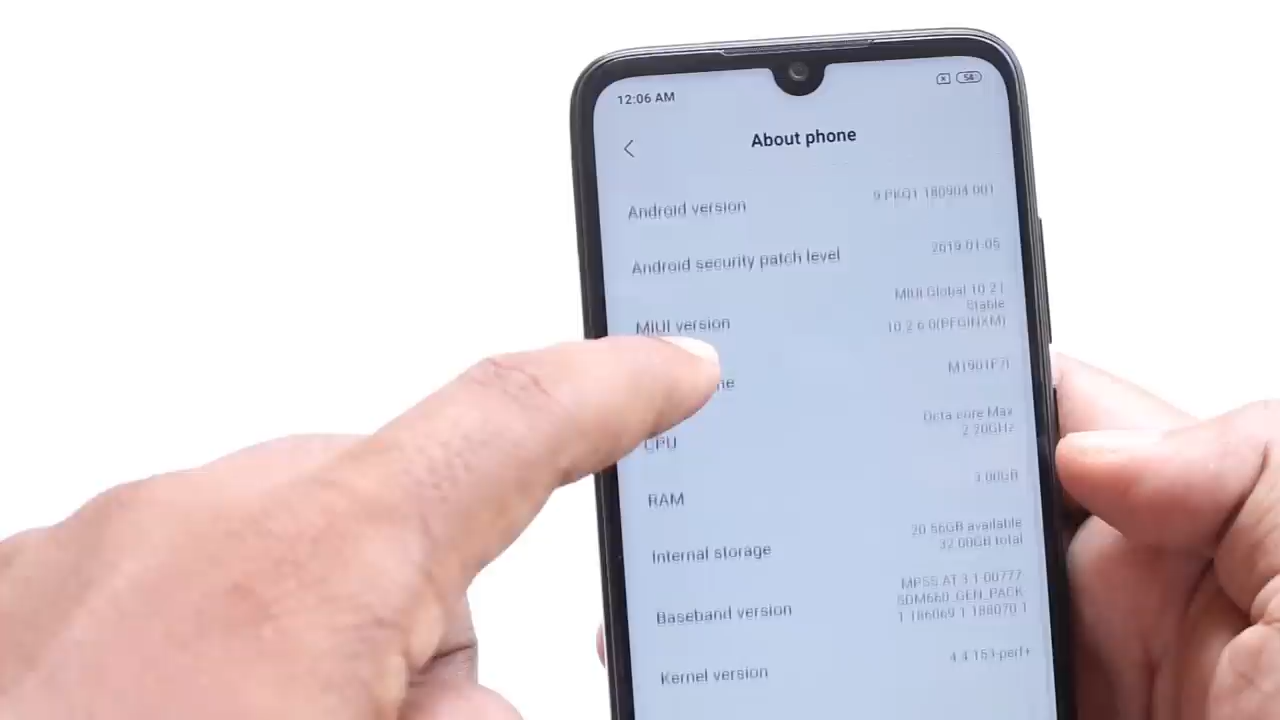 12:06 AM
54
About phone
Android version
9 PKQ1.180904.001
Android security patch level
2019-01-05
MIUI version
MIUI Global 10.2 |
Stable
10.2.6.0(PFGINXM)
M1901F7I
CPU
Octa-core Max
2.20GHz
RAM
3.00GB
Internal storage
20.56GB available
32.00GB total
Baseband version
MPSS.AT.3.1-00777
SDM660_GEN_PACK
1.186069.1.188070.1
Kernel version
4.4.153-perf+